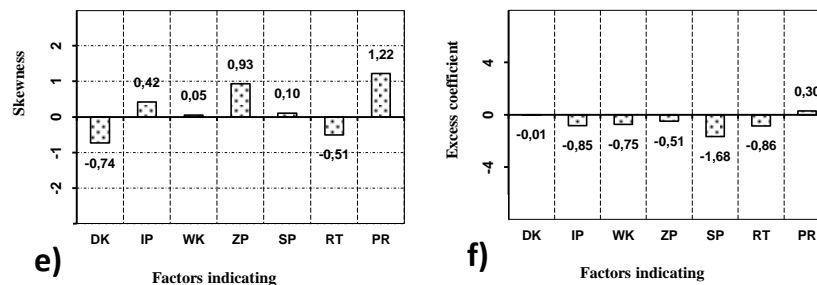 Skewness
2
1
0
-1
-2
-0,74
0,42
0,05
0,93
0,10
-0,51
1,22
DK IP WK ZP SP RT PR
e)
Factors indicating
Excess coefficient
4
0
-4
-0,01
-0,85
-0,75
-0,51
-1,68
-0,86
0,30
DK IP WK ZP SP RT PR
f)
Factors indicating